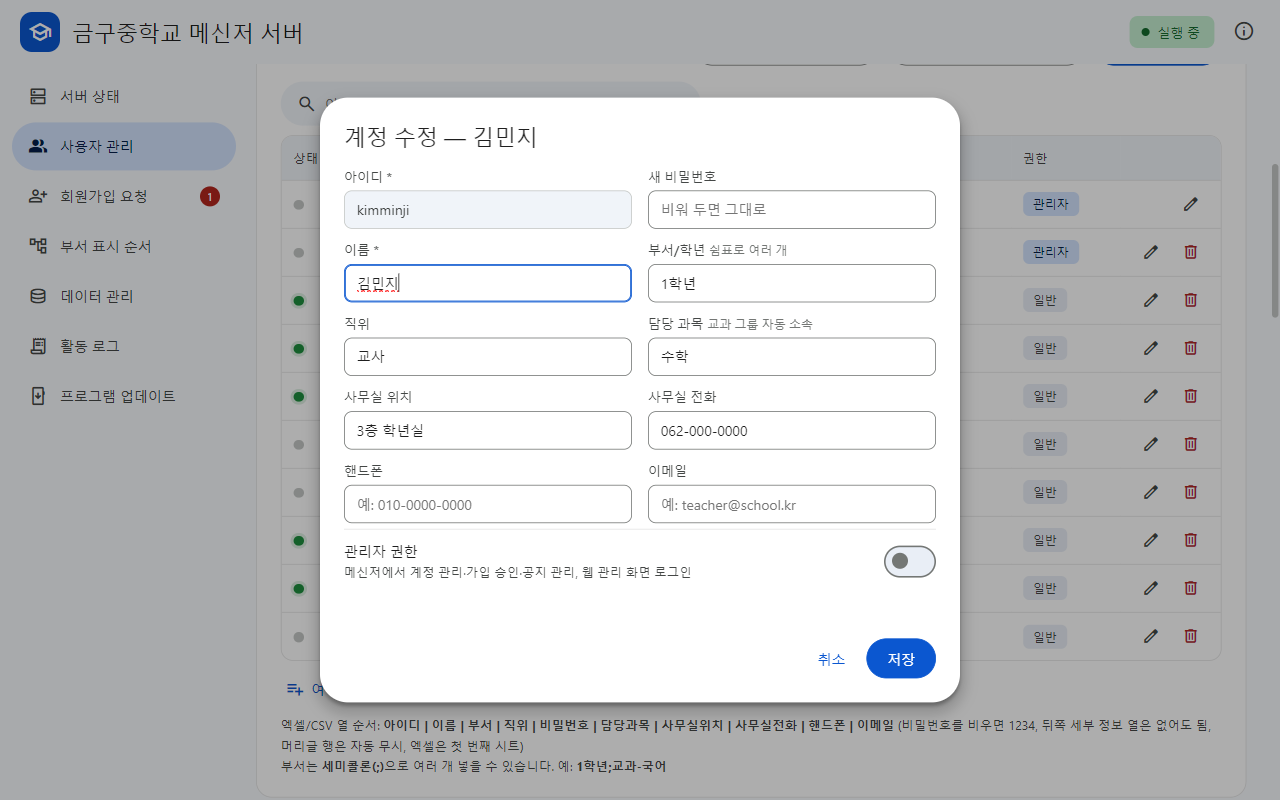 금구중학교 메신저 서버
실행 중
서버 상태
사용자 관리
회원가입 요청
1
부서 표시 순서
데이터 관리
활동 로그
프로그램 업데이트
상태
권한
관리자
관리자
일반
일반
일반
일반
일반
일반
일반
일반
계정 수정 — 김민지
아이디 *
새 비밀번호
kimminji
비워 두면 그대로
이름 *
부서/학년 쉼표로 여러 개
김민지
1학년
직위
담당 과목 교과 그룹 자동 소속
교사
수학
사무실 위치
사무실 전화
3층 학년실
062-000-0000
핸드폰
이메일
예: 010-0000-0000
예: teacher@school.kr
관리자 권한
메신저에서 계정 관리·가입 승인·공지 관리, 웹 관리 화면 로그인
취소
저장
엑셀/CSV 열 순서: 아이디 | 이름 | 부서 | 직위 | 비밀번호 | 담당과목 | 사무실위치 | 사무실전화 | 핸드폰 | 이메일 (비밀번호를 비우면 1234, 뒤쪽 세부 정보 열은 없어도 됨,
머리글 행은 자동 무시, 엑셀은 첫 번째 시트)
부서는 세미콜론(;)으로 여러 개 넣을 수 있습니다. 예: 1학년;교과-국어